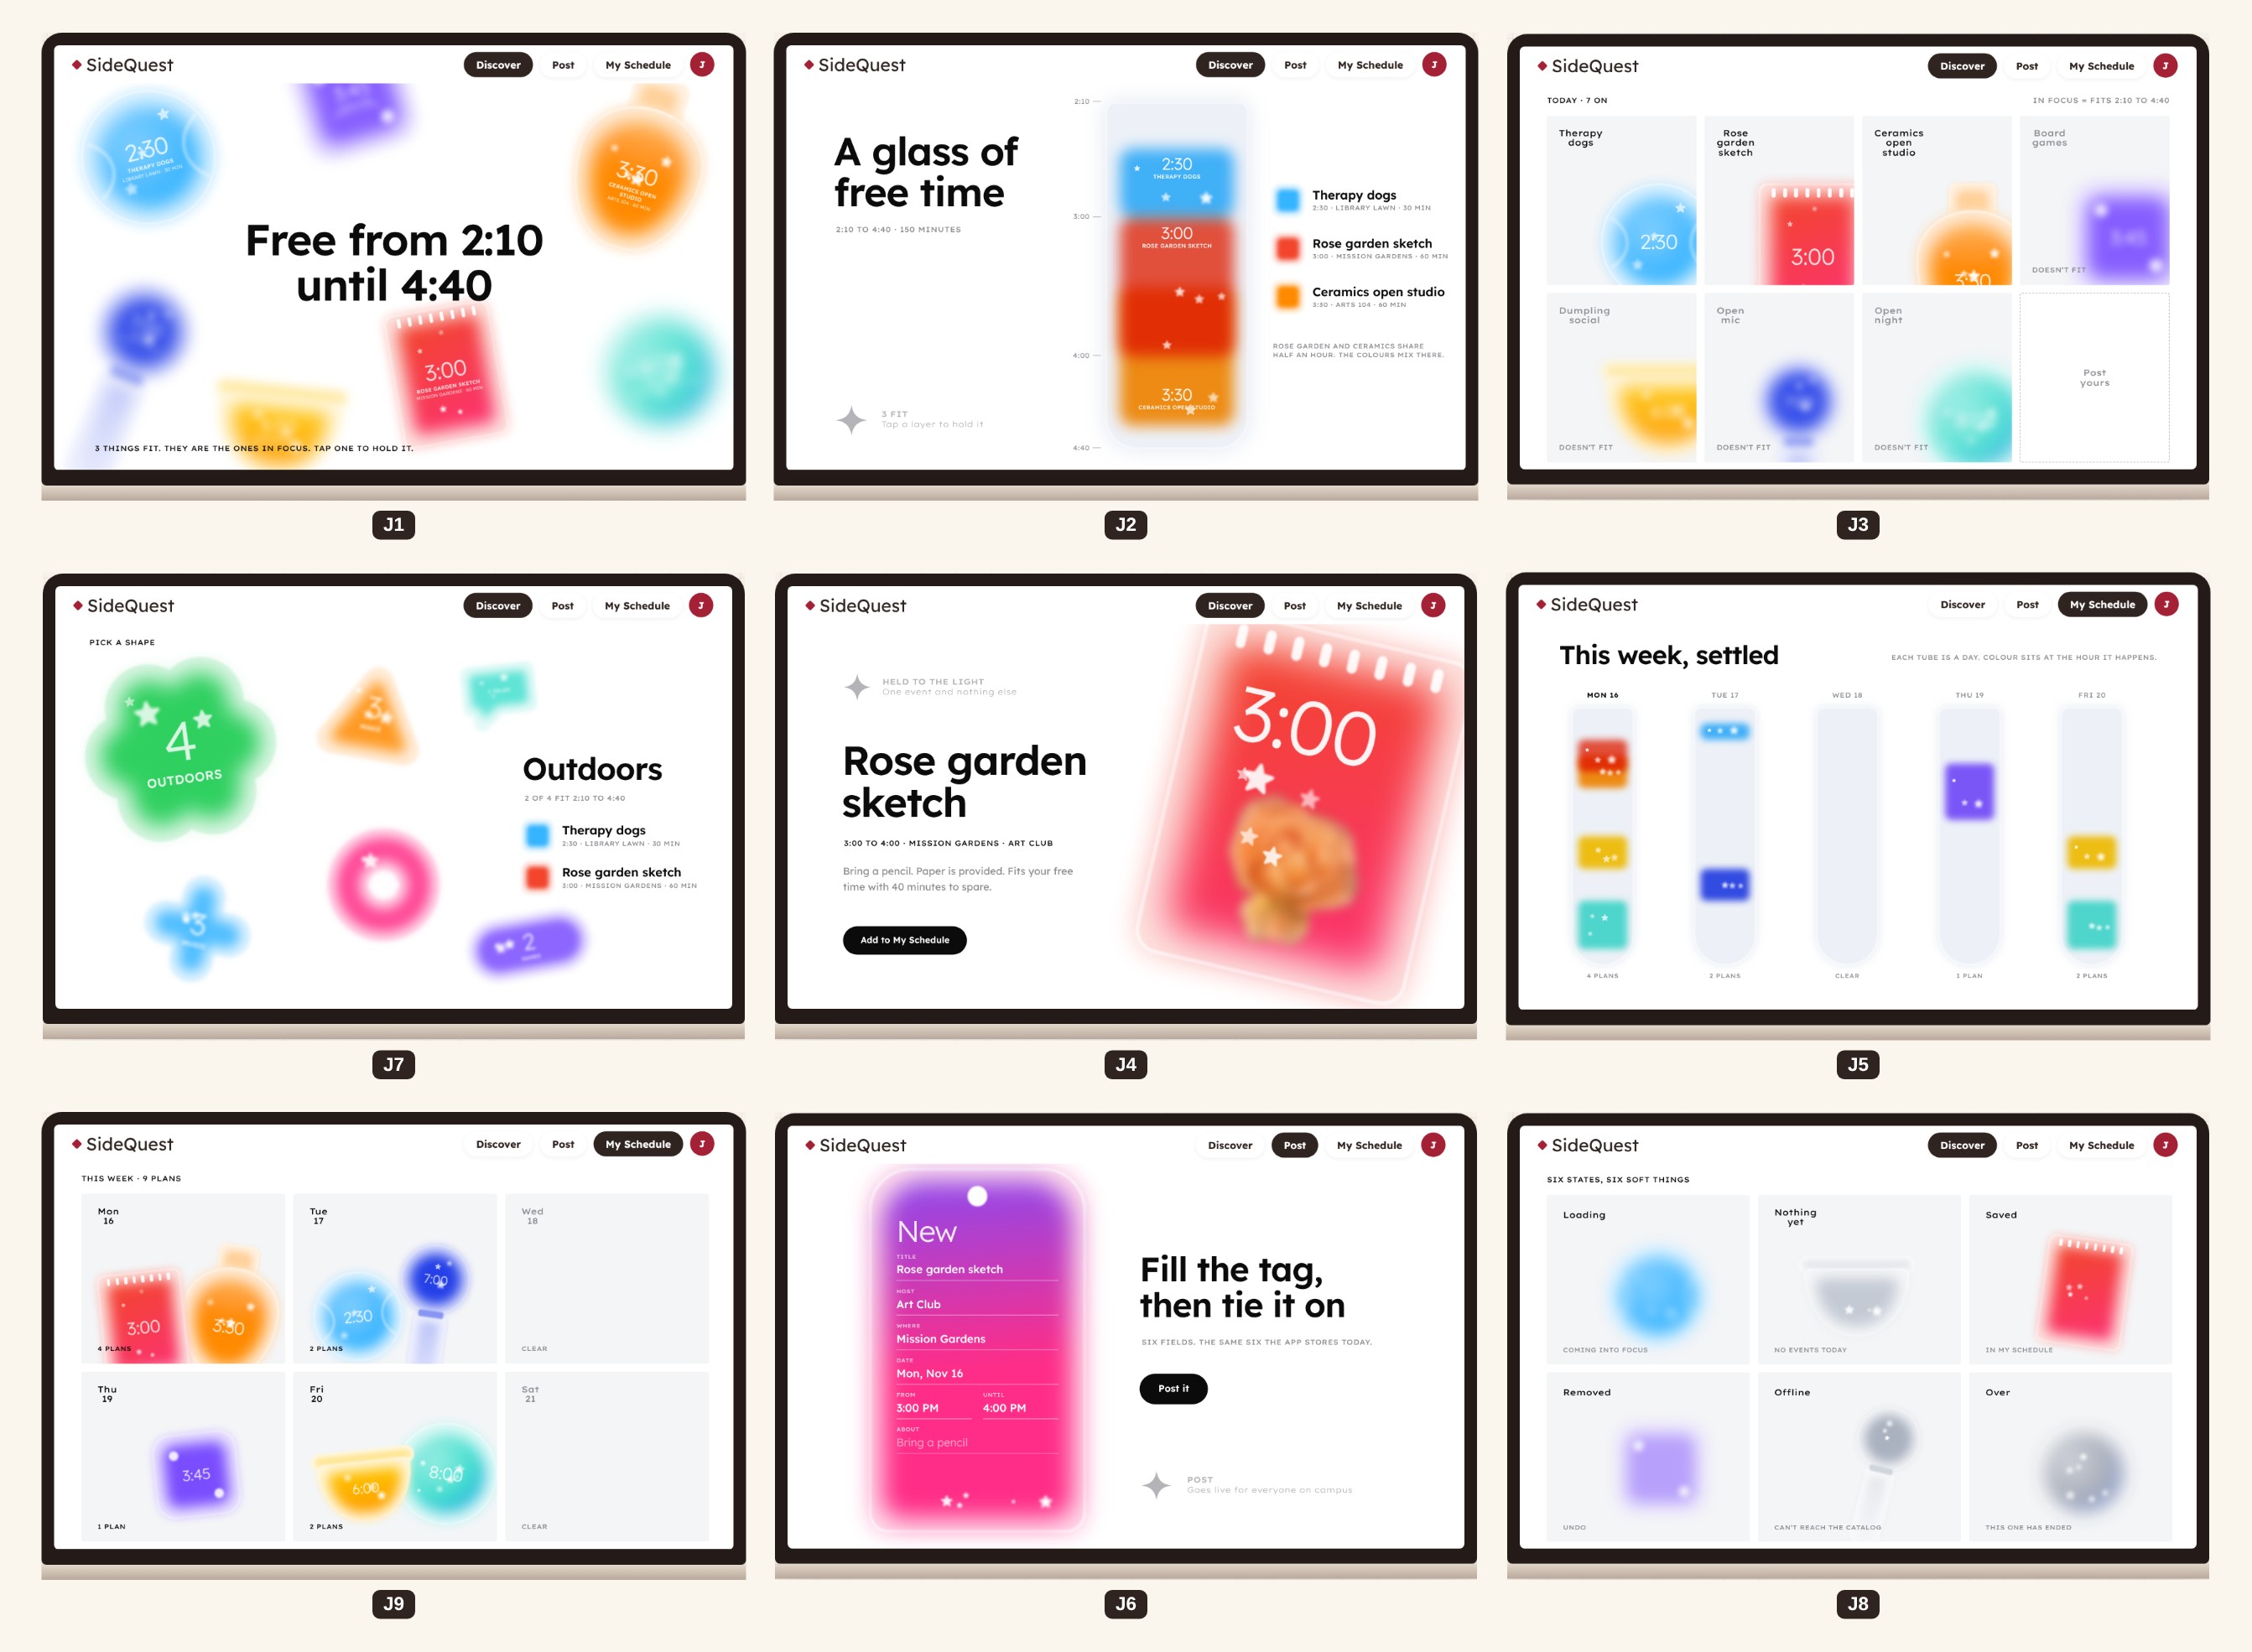 SideQuest
Discover
Post
My Schedule
J
2:30
THERAPY DOGS
LIBRARY LAWN · 30 MIN
3:30
CERAMICS OPEN
STUDIO
ARTS 104 · 60 MIN
Free from 2:10
until 4:40
3:00
ROSE GARDEN SKETCH
MISSION GARDENS · 60 MIN
3 THINGS FIT. THEY ARE THE ONES IN FOCUS. TAP ONE TO HOLD IT.
J1
SideQuest
Discover
Post
My Schedule
J
A glass of
free time
2:10 TO 4:40 · 150 MINUTES
3 FIT
Tap a layer to hold it
2:10
3:00
4:00
4:40
2:30
THERAPY DOGS
3:00
ROSE GARDEN SKETCH
3:30
CERAMICS OPEN STUDIO
Therapy dogs
2:30 · LIBRARY LAWN · 30 MIN
Rose garden sketch
3:00 · MISSION GARDENS · 60 MIN
Ceramics open studio
3:30 · ARTS 104 · 60 MIN
ROSE GARDEN AND CERAMICS SHARE
HALF AN HOUR. THE COLOURS MIX THERE.
J2
SideQuest
Discover
Post
My Schedule
J
TODAY · 7 ON
IN FOCUS = FITS 2:10 TO 4:40
Therapy
dogs
2:30
Rose
garden
sketch
3:00
Ceramics
open
studio
3:30
Board
games
3:45
DOESN'T FIT
Dumpling
social
DOESN'T FIT
Open
mic
DOESN'T FIT
Open
night
DOESN'T FIT
Post
yours
J3
SideQuest
Discover
Post
My Schedule
J
PICK A SHAPE
4
OUTDOORS
3
3
2
Outdoors
2 OF 4 FIT 2:10 TO 4:40
Therapy dogs
2:30 · LIBRARY LAWN · 30 MIN
Rose garden sketch
3:00 · MISSION GARDENS · 60 MIN
J7
SideQuest
Discover
Post
My Schedule
J
HELD TO THE LIGHT
One event and nothing else
Rose garden
sketch
3:00 TO 4:00 · MISSION GARDENS · ART CLUB
Bring a pencil. Paper is provided. Fits your free
time with 40 minutes to spare.
Add to My Schedule
3:00
J4
SideQuest
Discover
Post
My Schedule
J
This week, settled
EACH TUBE IS A DAY. COLOUR SITS AT THE HOUR IT HAPPENS.
MON 16
TUE 17
WED 18
THU 19
FRI 20
4 PLANS
2 PLANS
CLEAR
1 PLAN
2 PLANS
J5
SideQuest
Discover
Post
My Schedule
J
THIS WEEK · 9 PLANS
Mon
16
3:00
3:30
4 PLANS
Tue
17
2:30
7:00
2 PLANS
Wed
18
CLEAR
Thu
19
3:45
1 PLAN
Fri
20
6:00
8:00
2 PLANS
Sat
21
CLEAR
J9
SideQuest
Discover
Post
My Schedule
J
New
TITLE
Rose garden sketch
HOST
Art Club
WHERE
Mission Gardens
DATE
Mon, Nov 16
FROM
UNTIL
3:00 PM
4:00 PM
ABOUT
Bring a pencil
Fill the tag,
then tie it on
SIX FIELDS. THE SAME SIX THE APP STORES TODAY.
Post it
POST
Goes live for everyone on campus
J6
SideQuest
Discover
Post
My Schedule
J
SIX STATES, SIX SOFT THINGS
Loading
COMING INTO FOCUS
Nothing
yet
NO EVENTS TODAY
Saved
IN MY SCHEDULE
Removed
UNDO
Offline
CAN'T REACH THE CATALOG
Over
THIS ONE HAS ENDED
J8